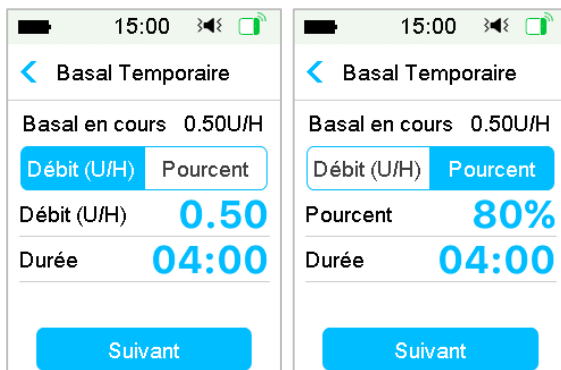 15:00
Basal Temporaire
Basal en cours 0.50U/H
Débit (U/H) Pourcent
Débit (U/H) 0.50
Durée 04:00
Suivant
15:00
Basal Temporaire
Basal en cours 0.50U/H
Débit (U/H) Pourcent
Pourcent 80%
Durée 04:00
Suivant